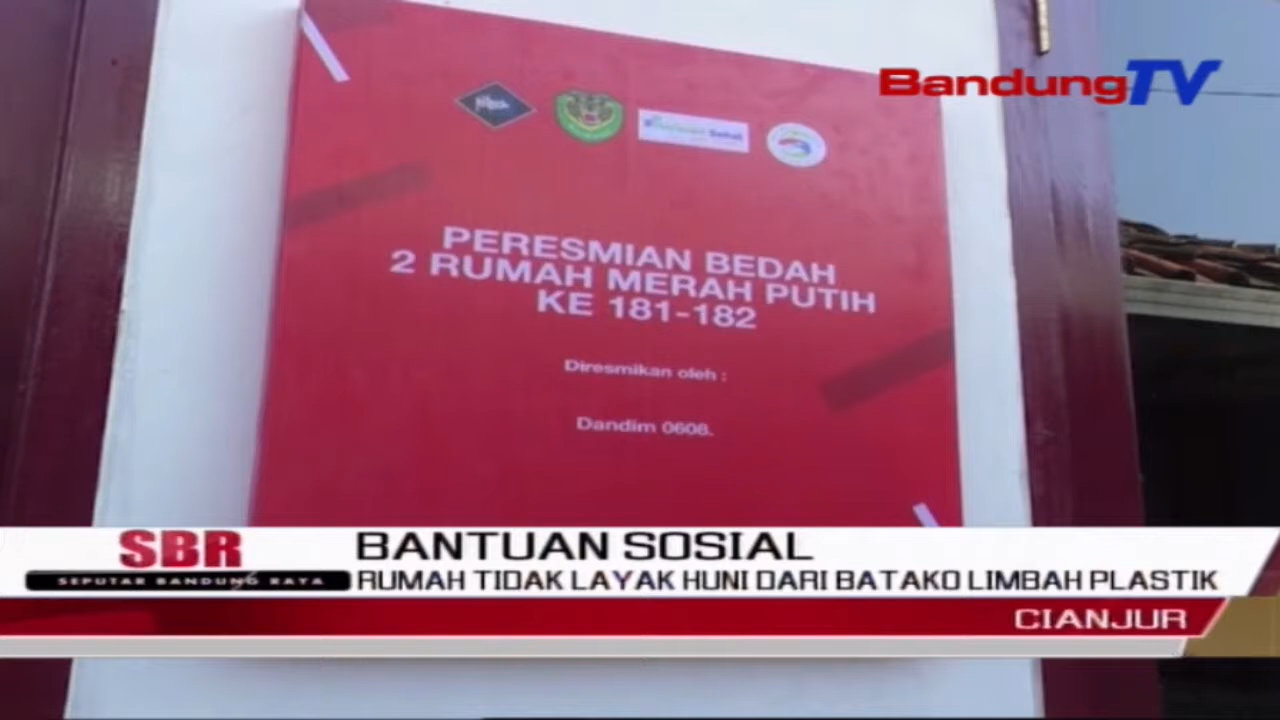 BandungTV
PERESMIAN BEDAH
2 RUMAH MERAH PUTIH
KE 181-182
Diresmikan oleh :
Dandim 0608.
SBR
SEPUTAR BANDUNG RAYA
BANTUAN SOSIAL
RUMAH TIDAK LAYAK HUNI DARI BATAKO LIMBAH PLASTIK
CIANJUR